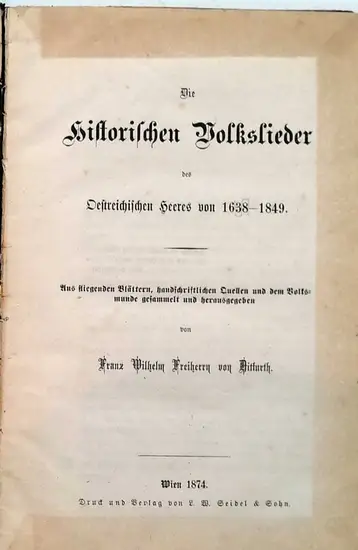 Die
Historischen Volkslieder
des
Oestreichischen Heeres von 1638–1849.
Aus fliegenden Blättern, handschriftlichen Quellen und dem Volks-
munde gesammelt und herausgegeben
von
Franz Wilhelm Freiherrn von Ditfurth.
Wien 1874.
Druck und Verlag von L. W. Seidel & Sohn.